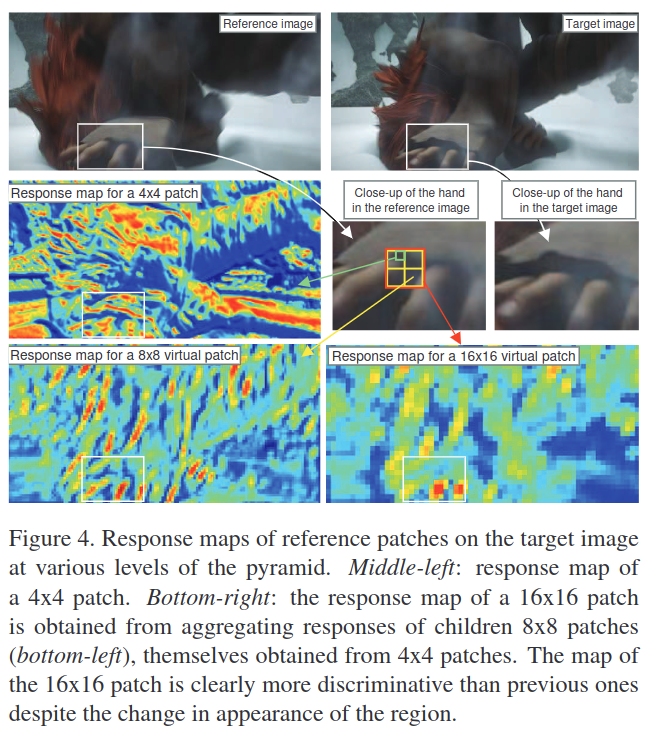 Reference image
Target image
Response map for a 4x4 patch
Close-up of the hand
in the reference image
Close-up of the hand
in the target image
Response map for a 8x8 virtual patch
Response map for a 16x16 virtual patch
Figure 4. Response maps of reference patches on the target image
at various levels of the pyramid. Middle-left: response map of
a 4x4 patch. Bottom-right: the response map of a 16x16 patch
is obtained from aggregating responses of children 8x8 patches
(bottom-left), themselves obtained from 4x4 patches. The map of
the 16x16 patch is clearly more discriminative than previous ones
despite the change in appearance of the region.